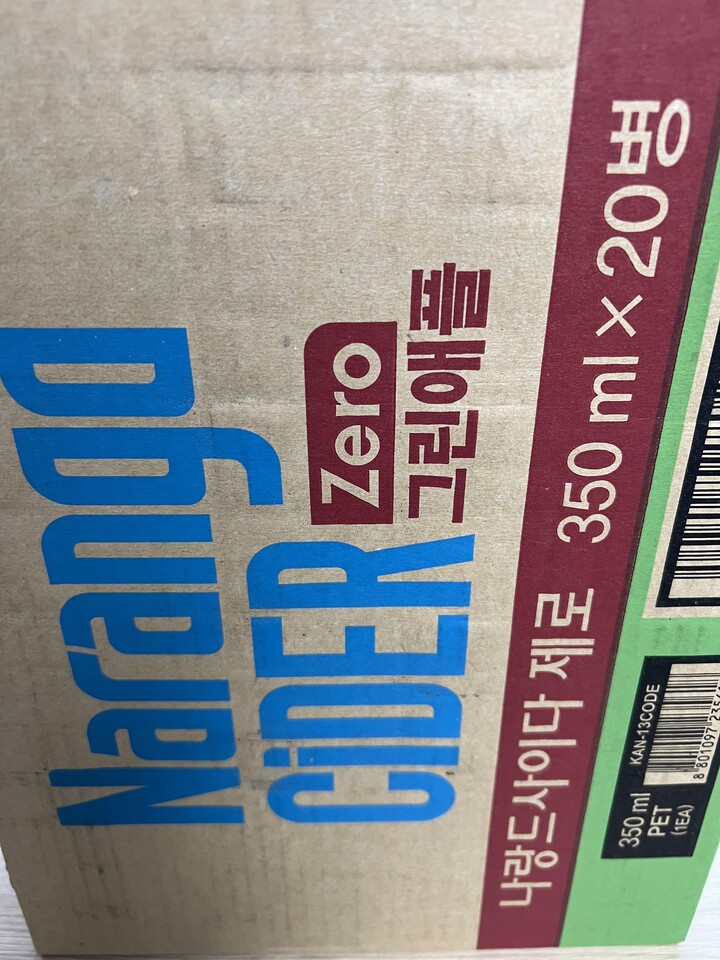 Narangd
CiDER
Zero
그린애플
나랑드사이다 제로 350 ml × 20병
350 ml
PET
(1EA)
KAN-13CODE